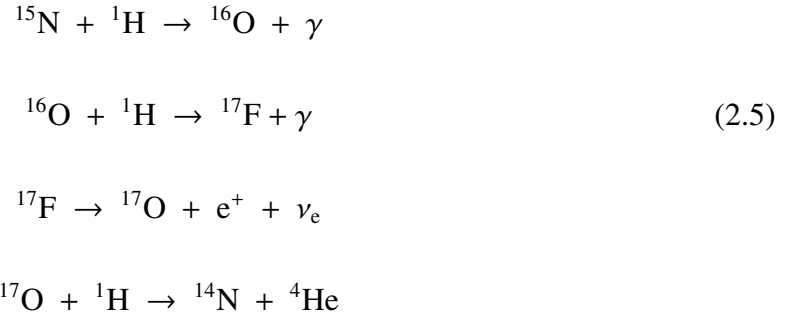 ¹⁵N + ¹H → ¹⁶O + γ
¹⁶O + ¹H → ¹⁷F + γ (2.5)
¹⁷F → ¹⁷O + e⁺ + νₑ
¹⁷O + ¹H → ¹⁴N + ⁴He